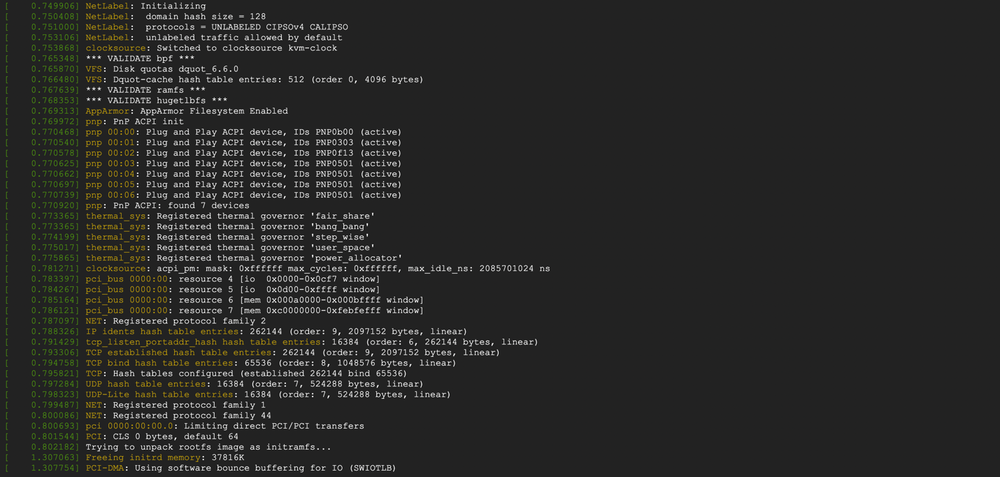 [    0.749906] NetLabel: Initializing
[    0.750408] NetLabel:  domain hash size = 128
[    0.751000] NetLabel:  protocols = UNLABELED CIPSOv4 CALIPSO
[    0.753106] NetLabel:  unlabeled traffic allowed by default
[    0.753868] clocksource: Switched to clocksource kvm-clock
[    0.765348] *** VALIDATE bpf ***
[    0.765870] VFS: Disk quotas dquot_6.6.0
[    0.766480] VFS: Dquot-cache hash table entries: 512 (order 0, 4096 bytes)
[    0.767639] *** VALIDATE ramfs ***
[    0.768353] *** VALIDATE hugetlbfs ***
[    0.769313] AppArmor: AppArmor Filesystem Enabled
[    0.769972] pnp: PnP ACPI init
[    0.770468] pnp 00:00: Plug and Play ACPI device, IDs PNP0b00 (active)
[    0.770540] pnp 00:01: Plug and Play ACPI device, IDs PNP0303 (active)
[    0.770578] pnp 00:02: Plug and Play ACPI device, IDs PNP0f13 (active)
[    0.770625] pnp 00:03: Plug and Play ACPI device, IDs PNP0501 (active)
[    0.770662] pnp 00:04: Plug and Play ACPI device, IDs PNP0501 (active)
[    0.770697] pnp 00:05: Plug and Play ACPI device, IDs PNP0501 (active)
[    0.770739] pnp 00:06: Plug and Play ACPI device, IDs PNP0501 (active)
[    0.770920] pnp: PnP ACPI: found 7 devices
[    0.773365] thermal_sys: Registered thermal governor 'fair_share'
[    0.773365] thermal_sys: Registered thermal governor 'bang_bang'
[    0.774199] thermal_sys: Registered thermal governor 'step_wise'
[    0.775017] thermal_sys: Registered thermal governor 'user_space'
[    0.775865] thermal_sys: Registered thermal governor 'power_allocator'
[    0.781271] clocksource: acpi_pm: mask: 0xffffff max_cycles: 0xffffff, max_idle_ns: 2085701024 ns
[    0.783397] pci_bus 0000:00: resource 4 [io  0x0000-0x0cf7 window]
[    0.784267] pci_bus 0000:00: resource 5 [io  0x0d00-0xffff window]
[    0.785164] pci_bus 0000:00: resource 6 [mem 0x000a0000-0x000bffff window]
[    0.786121] pci_bus 0000:00: resource 7 [mem 0xc0000000-0xfebfefff window]
[    0.787097] NET: Registered protocol family 2
[    0.788326] IP idents hash table entries: 262144 (order: 9, 2097152 bytes, linear)
[    0.791429] tcp_listen_portaddr_hash hash table entries: 16384 (order: 6, 262144 bytes, linear)
[    0.793306] TCP established hash table entries: 262144 (order: 9, 2097152 bytes, linear)
[    0.794758] TCP bind hash table entries: 65536 (order: 8, 1048576 bytes, linear)
[    0.795821] TCP: Hash tables configured (established 262144 bind 65536)
[    0.797284] UDP hash table entries: 16384 (order: 7, 524288 bytes, linear)
[    0.798323] UDP-Lite hash table entries: 16384 (order: 7, 524288 bytes, linear)
[    0.799487] NET: Registered protocol family 1
[    0.800086] NET: Registered protocol family 44
[    0.800693] pci 0000:00:00.0: Limiting direct PCI/PCI transfers
[    0.801544] PCI: CLS 0 bytes, default 64
[    0.802182] Trying to unpack rootfs image as initramfs...
[    1.307063] Freeing initrd memory: 37816K
[    1.307754] PCI-DMA: Using software bounce buffering for IO (SWIOTLB)